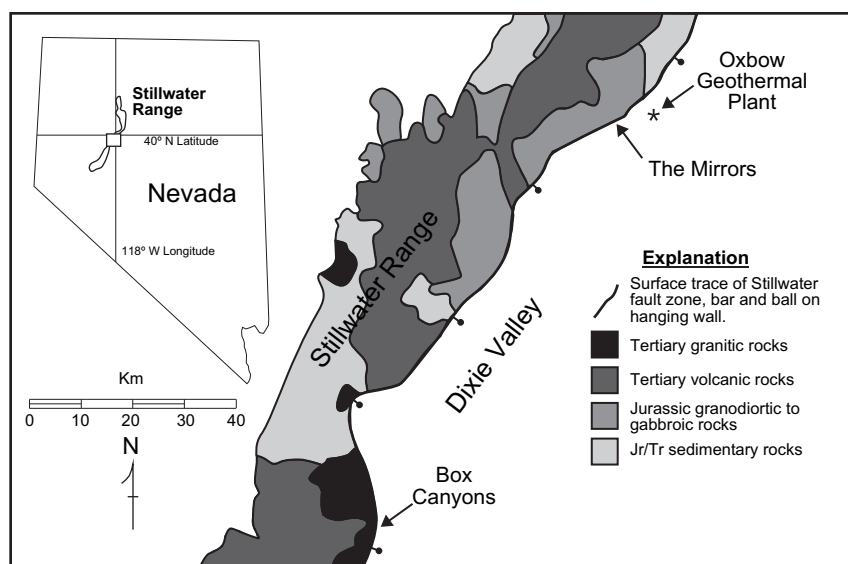 Stillwater
Range
40º N Latitude
Nevada
118º W Longitude
Km
0 10 20 30 40
N
Oxbow
Geothermal
Plant
*
The Mirrors
Stillwater Range
Dixie Valley
Box
Canyons
Explanation
Surface trace of Stillwater
fault zone, bar and ball on
hanging wall.
Tertiary granitic rocks
Tertiary volcanic rocks
Jurassic granodiortic to
gabbroic rocks
Jr/Tr sedimentary rocks